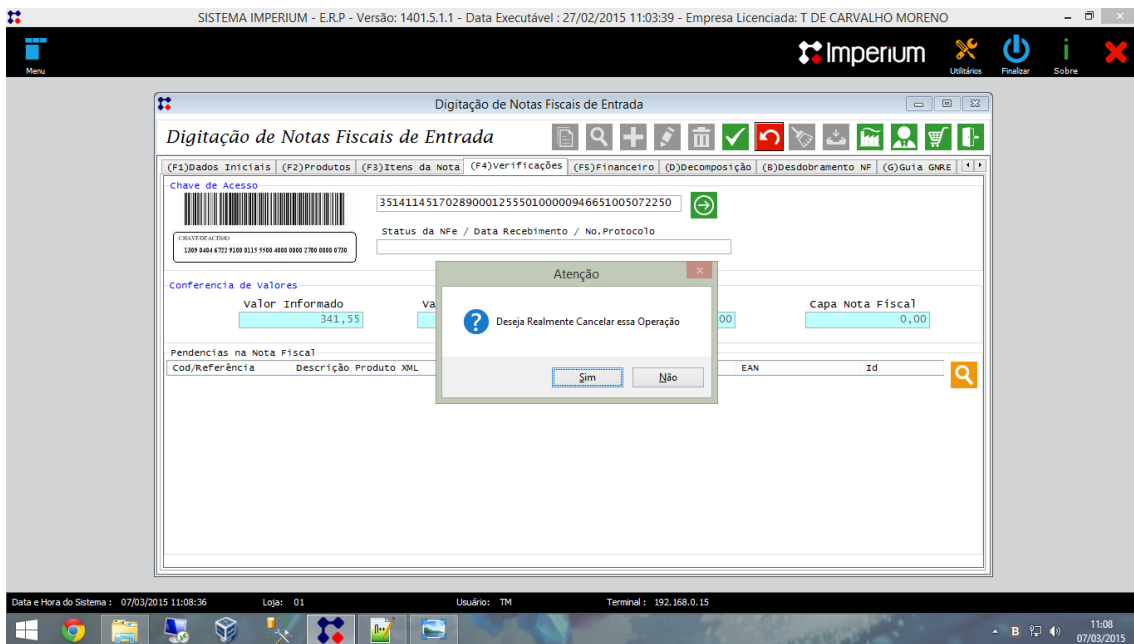 SISTEMA IMPERIUM - E.R.P - Versão: 1401.5.1.1 - Data Executável : 27/02/2015 11:03:39 - Empresa Licenciada: T DE CARVALHO MORENO
Menu
Imperium
Utilitários
Finalizar
Sobre
Digitação de Notas Fiscais de Entrada
Digitação de Notas Fiscais de Entrada
(F1)Dados Iniciais (F2)Produtos (F3)Itens da Nota (F4)Verificações (F5)Financeiro (D)Decomposição (B)Desdobramento NF (G)Guia GNRE
Chave de Acesso
35141145170289000125550100000946651005072250
CHAVE DE ACESSO
1309 0404 6722 9100 0115 5500 4000 0000 2700 0000 0730
Status da NFe / Data Recebimento / No.Protocolo
Atenção
Conferencia de Valores
Valor Informado
Va
Capa Nota Fiscal
341,55
00
0,00
Deseja Realmente Cancelar essa Operação
Pendencias na Nota Fiscal
Cod/Referência Descrição Produto XML EAN Id
Sim Não
Data e Hora do Sistema : 07/03/2015 11:08:36 Loja: 01 Usuário: TM Terminal : 192.168.0.15
B
11:08
07/03/2015